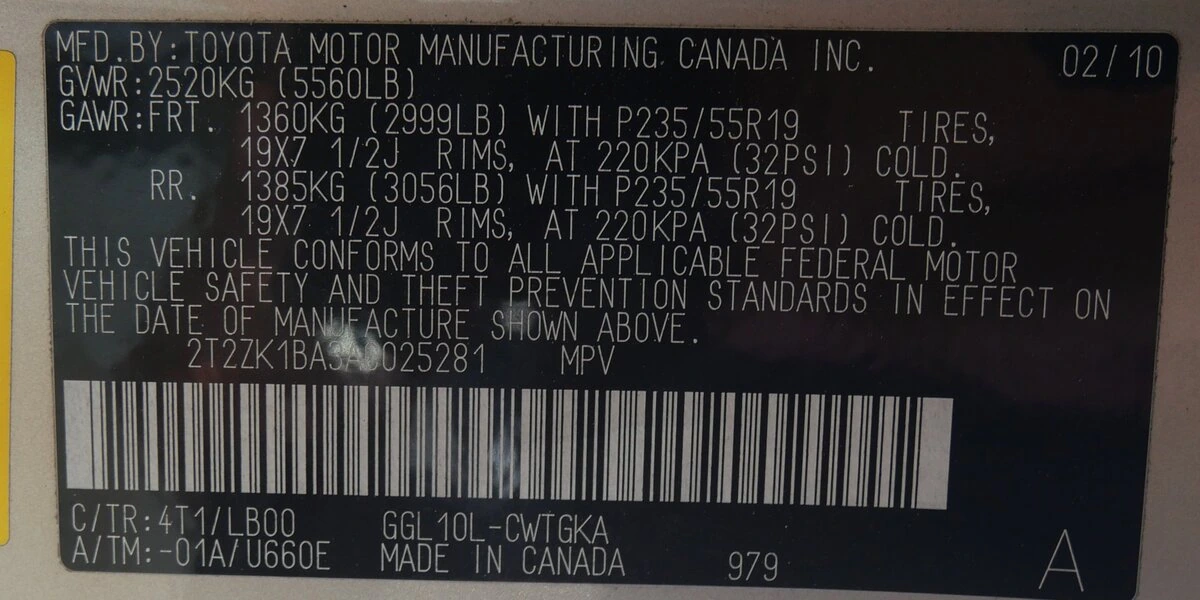 MFD.BY:TOYOTA MOTOR MANUFACTURING CANADA INC. 02/10
GVWR:2520KG (5560LB)
GAWR:FRT. 1360KG (2999LB) WITH P235/55R19 TIRES,
19X7 1/2J RIMS, AT 220KPA (32PSI) COLD.
RR. 1385KG (3056LB) WITH P235/55R19 TIRES,
19X7 1/2J RIMS, AT 220KPA (32PSI) COLD.
THIS VEHICLE CONFORMS TO ALL APPLICABLE FEDERAL MOTOR
VEHICLE SAFETY AND THEFT PREVENTION STANDARDS IN EFFECT ON
THE DATE OF MANUFACTURE SHOWN ABOVE.
2T2ZK1BA3AC025281 MPV
C/TR:4T1/LB00 GGL10L-CWTGKA
A/TM:-01A/U660E MADE IN CANADA 979 A